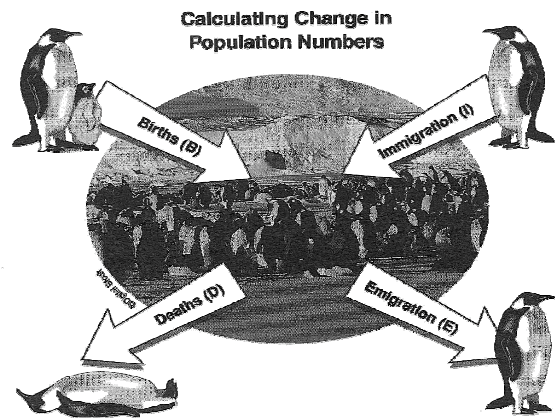 Calculating Change in
Population Numbers
Births (B)
Immigration (I)
Deaths (D)
Emigration (E)